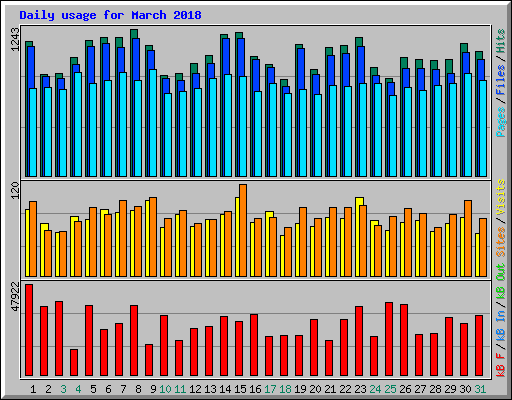 Daily usage for March 2018
1243
120
47922
Pages / Files / Hits
Sites / Visits
kB F / kB In / kB Out
1 2 3 4 5 6 7 8 9 10 11 12 13 14 15 16 17 18 19 20 21 22 23 24 25 26 27 28 29 30 31